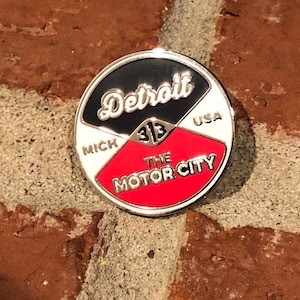 Detroit
313
MICH USA
THE
MOTOR CITY